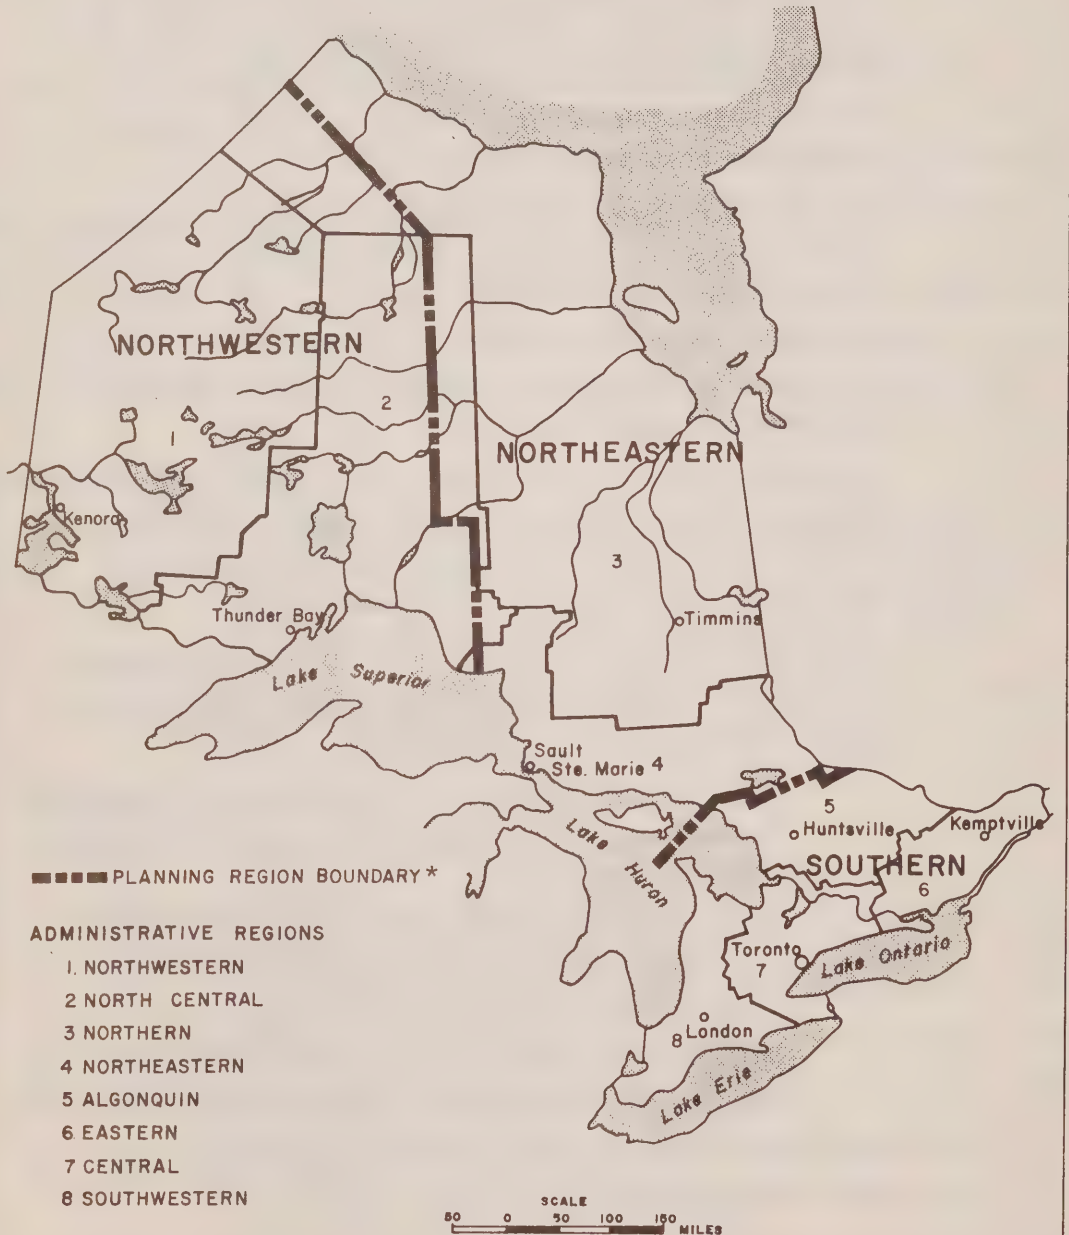 NORTHWESTERN
2
1
NORTHEASTERN
Kenora
3
Thunder Bay
Timmins
Lake Superior
Sault
Ste. Marie 4
5
Huntsville
Kemptville
Lake Huron
SOUTHERN
6
PLANNING REGION BOUNDARY *
ADMINISTRATIVE REGIONS
Toronto
7
Lake Ontario
1. NORTHWESTERN
2 NORTH CENTRAL
3 NORTHERN
8 London
4 NORTHEASTERN
Lake Erie
5 ALGONQUIN
6. EASTERN
7 CENTRAL
8 SOUTHWESTERN
SCALE
50 0 50 100 150
MILES